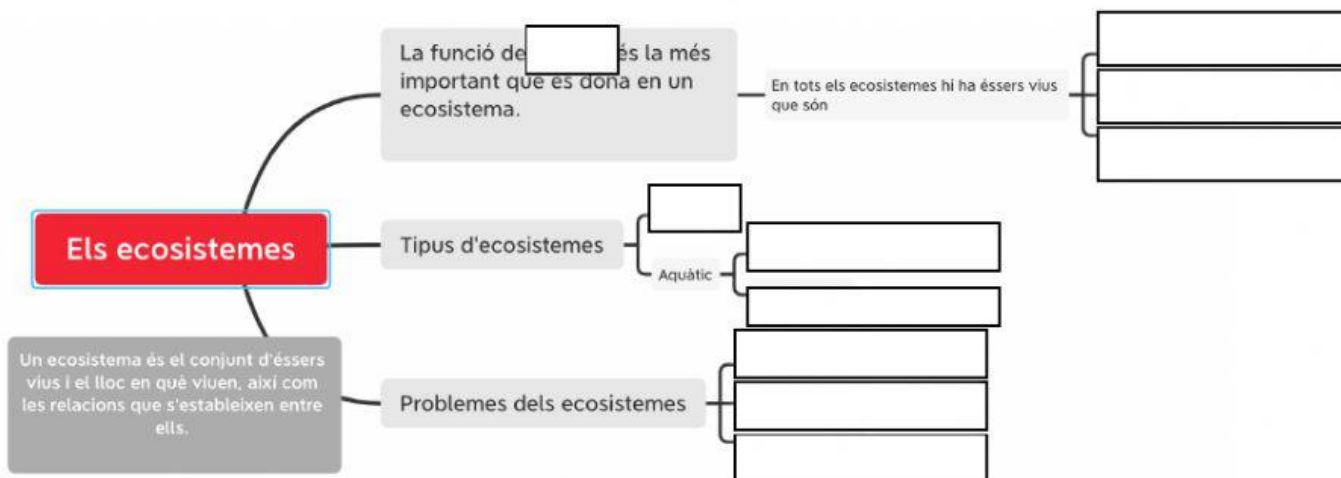 La funció de és la més
important que es dona en un
ecosistema.
En tots els ecosistemes hi ha éssers vius
que són
Els ecosistemes
Tipus d'ecosistemes
Aquàtic
Un ecosistema és el conjunt d'éssers
vius i el lloc en què viuen, així com
les relacions que s'estableixen entre
ells.
Problemes dels ecosistemes